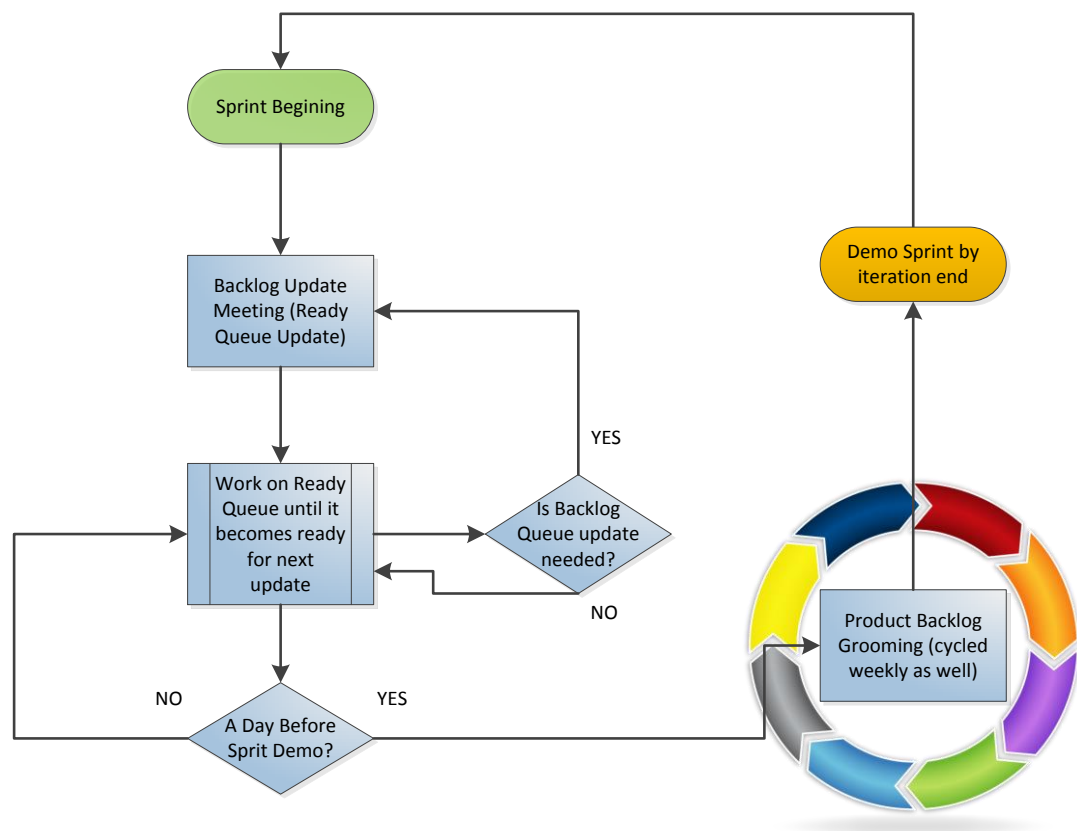 Sprint Begining
Backlog Update
Meeting (Ready
Queue Update)
Demo Sprint by
iteration end
YES
Work on Ready
Queue until it
becomes ready
for next
update
Is Backlog
Queue update
needed?
NO
Product Backlog
Grooming (cycled
weekly as well)
NO
YES
A Day Before
Sprit Demo?